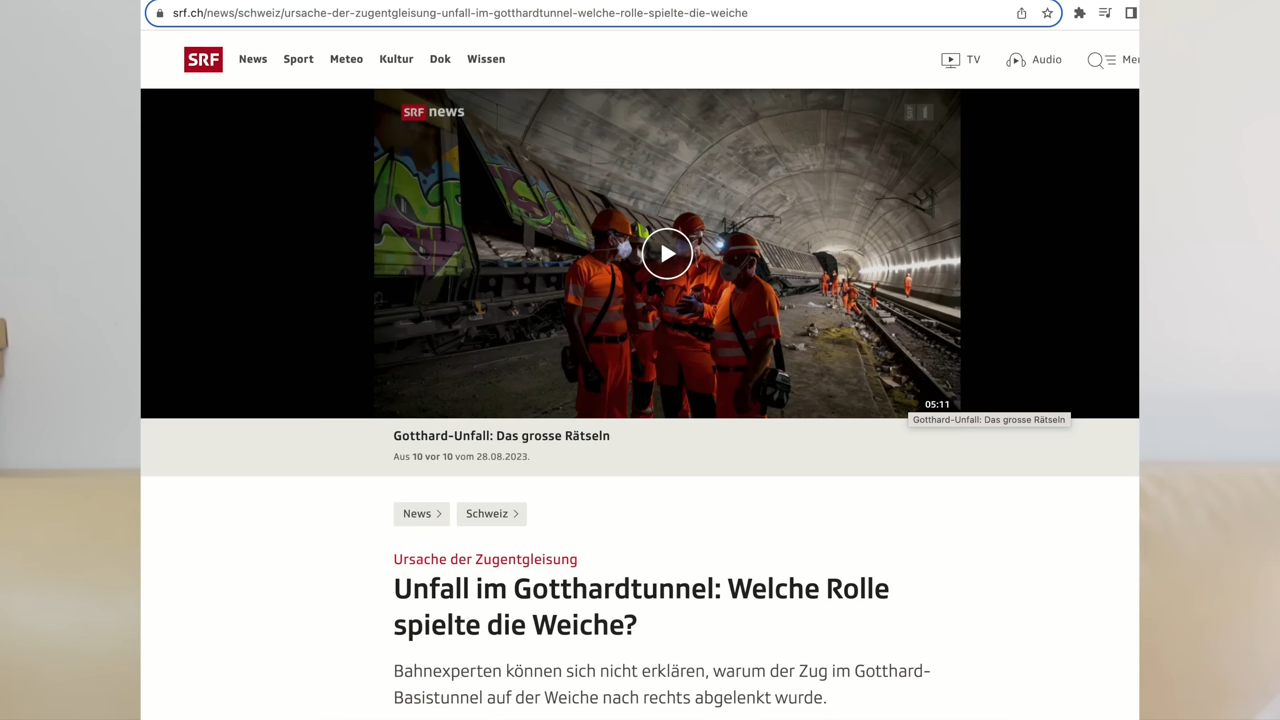 srf.ch/news/schweiz/ursache-der-zugentgleisung-unfall-im-gotthardtunnel-welche-rolle-spielte-die-weiche
SRF News Sport Meteo Kultur Dok Wissen TV Audio Mer
SRF news
05:11
Gotthard-Unfall: Das grosse Rätseln
Gotthard-Unfall: Das grosse Rätseln
Aus 10 vor 10 vom 28.08.2023.
News Schweiz
Ursache der Zugentgleisung
Unfall im Gotthardtunnel: Welche Rolle
spielte die Weiche?
Bahnexperten können sich nicht erklären, warum der Zug im Gotthard-
Basistunnel auf der Weiche nach rechts abgelenkt wurde.